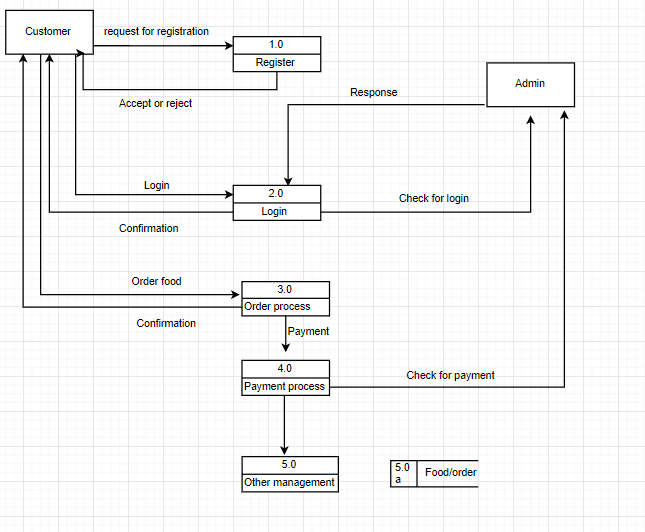 Customer
request for registration
1.0
Register
Accept or reject
Admin
Response
Login
2.0
Login
Check for login
Confirmation
Order food
3.0
Order process
Confirmation
Payment
4.0
Payment process
Check for payment
5.0
Other management
5.0
a
Food/order